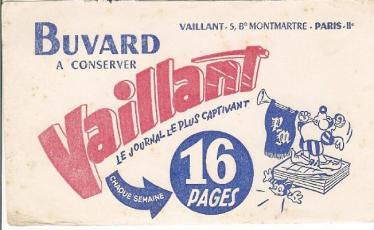 BUVARD
A CONSERVER
VAILLANT - 5, Bd MONTMARTRE - PARIS-IIe
Vaillant
LE JOURNAL LE PLUS CAPTIVANT
CHAQUE SEMAINE
16
PAGES
PM